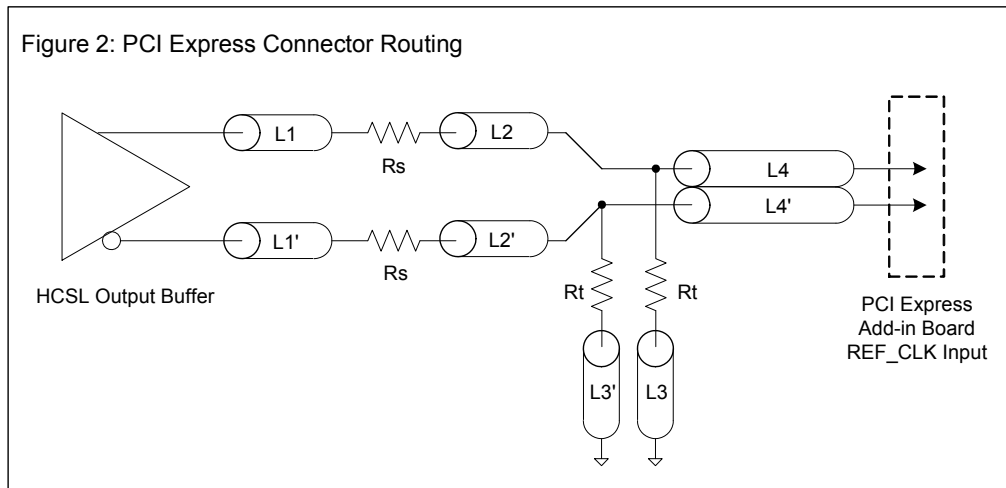 Figure 2: PCI Express Connector Routing
L1
Rs
L2
L4
L4'
L1'
Rs
L2'
HCSL Output Buffer
Rt
Rt
L3'
L3
PCI Express
Add-in Board
REF_CLK Input